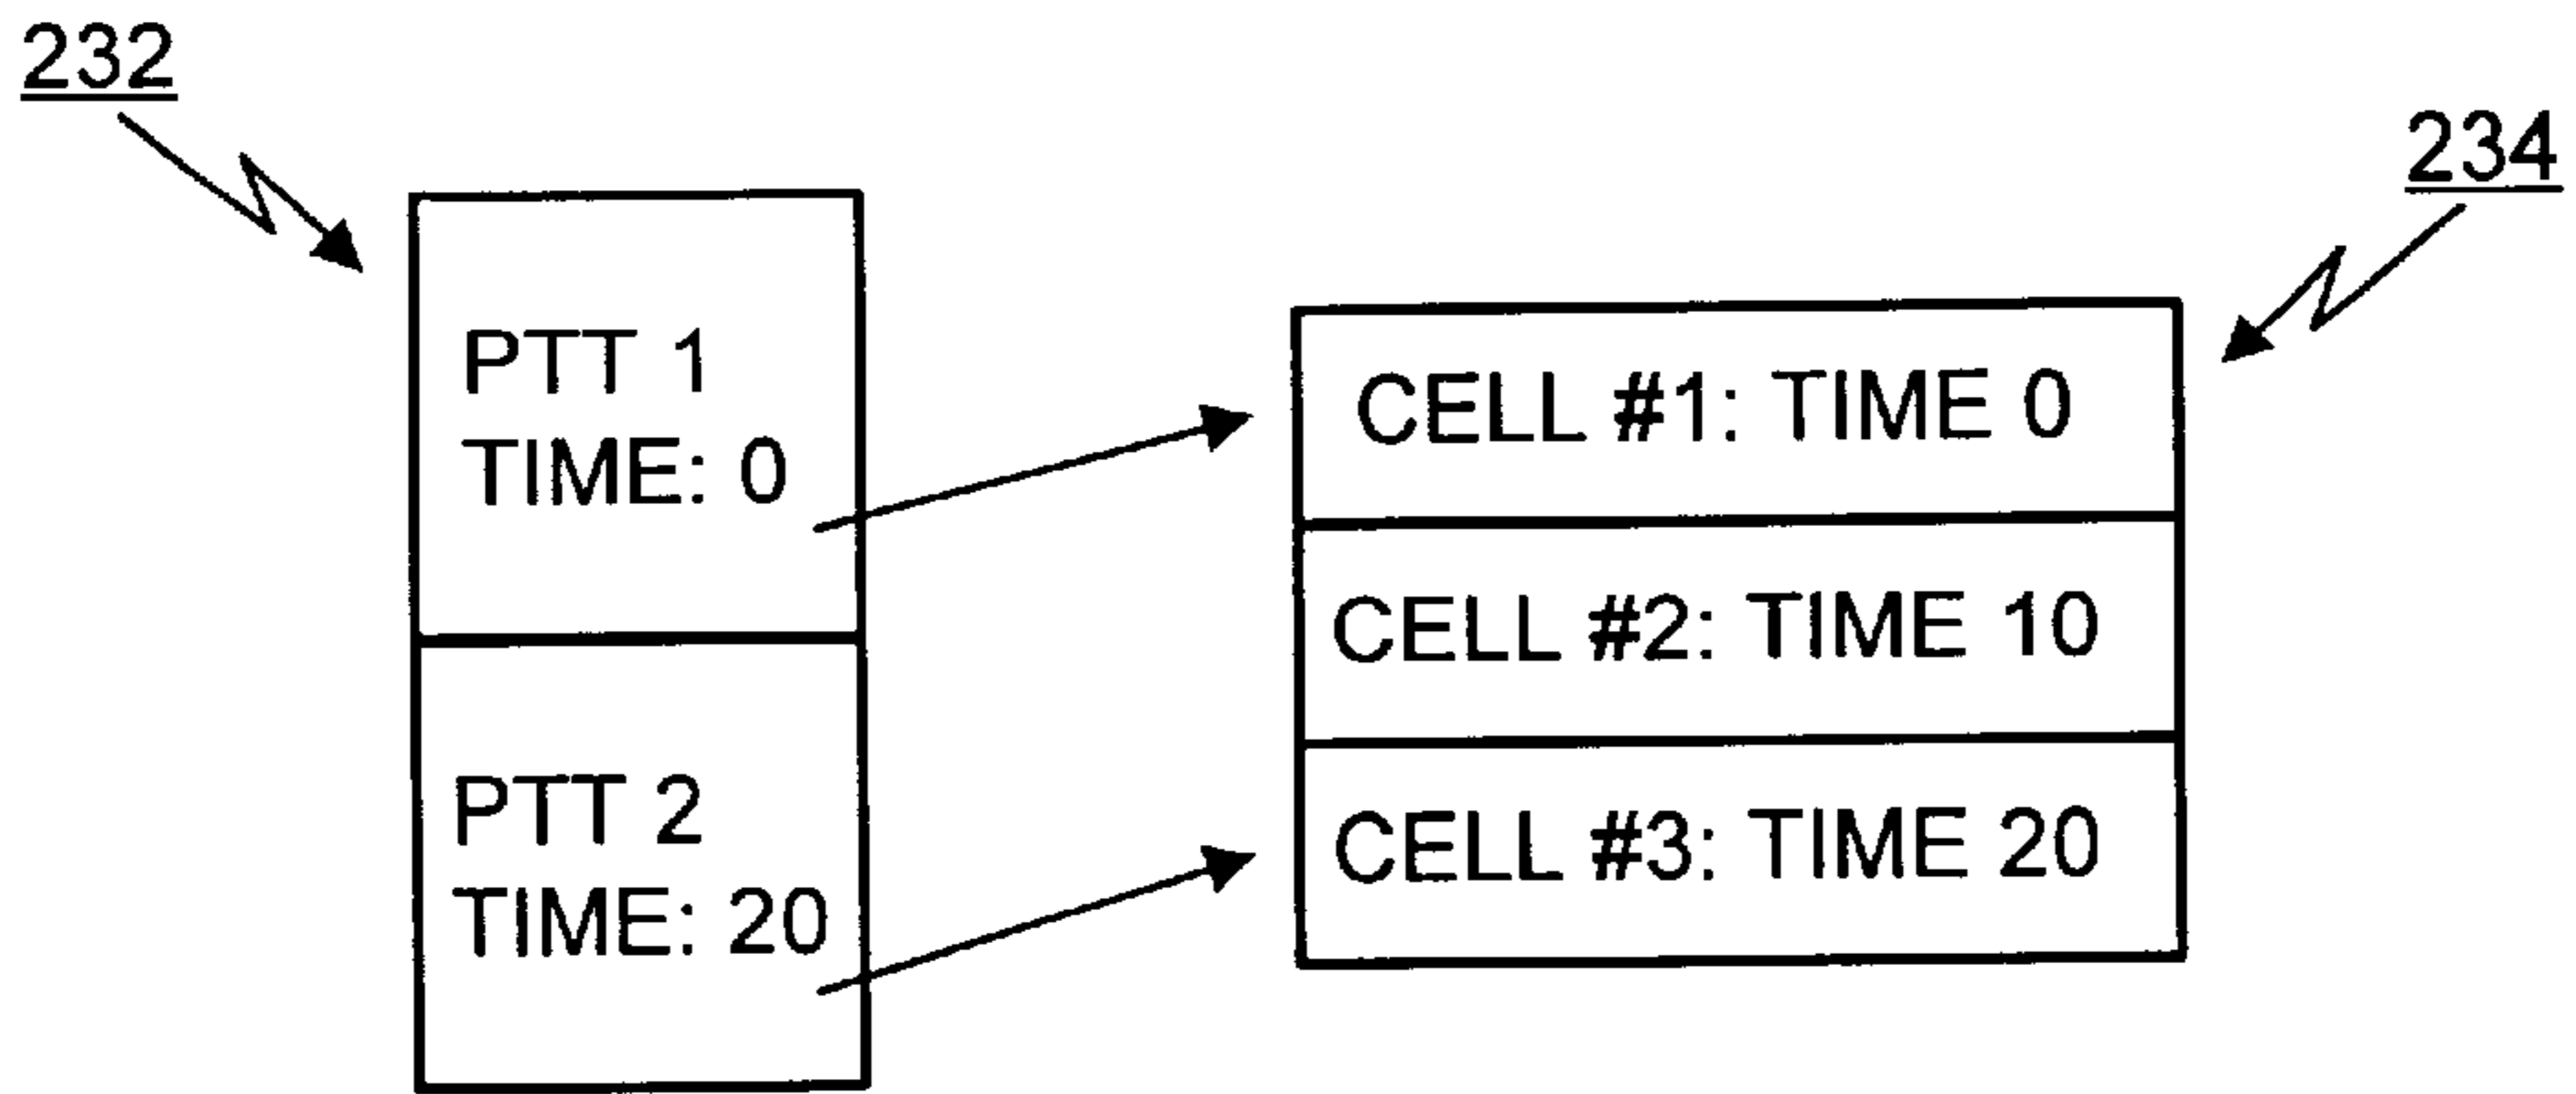 232
234
PTT 1
TIME: 0
CELL #1: TIME 0
CELL #2: TIME 10
PTT 2
TIME: 20
CELL #3: TIME 20